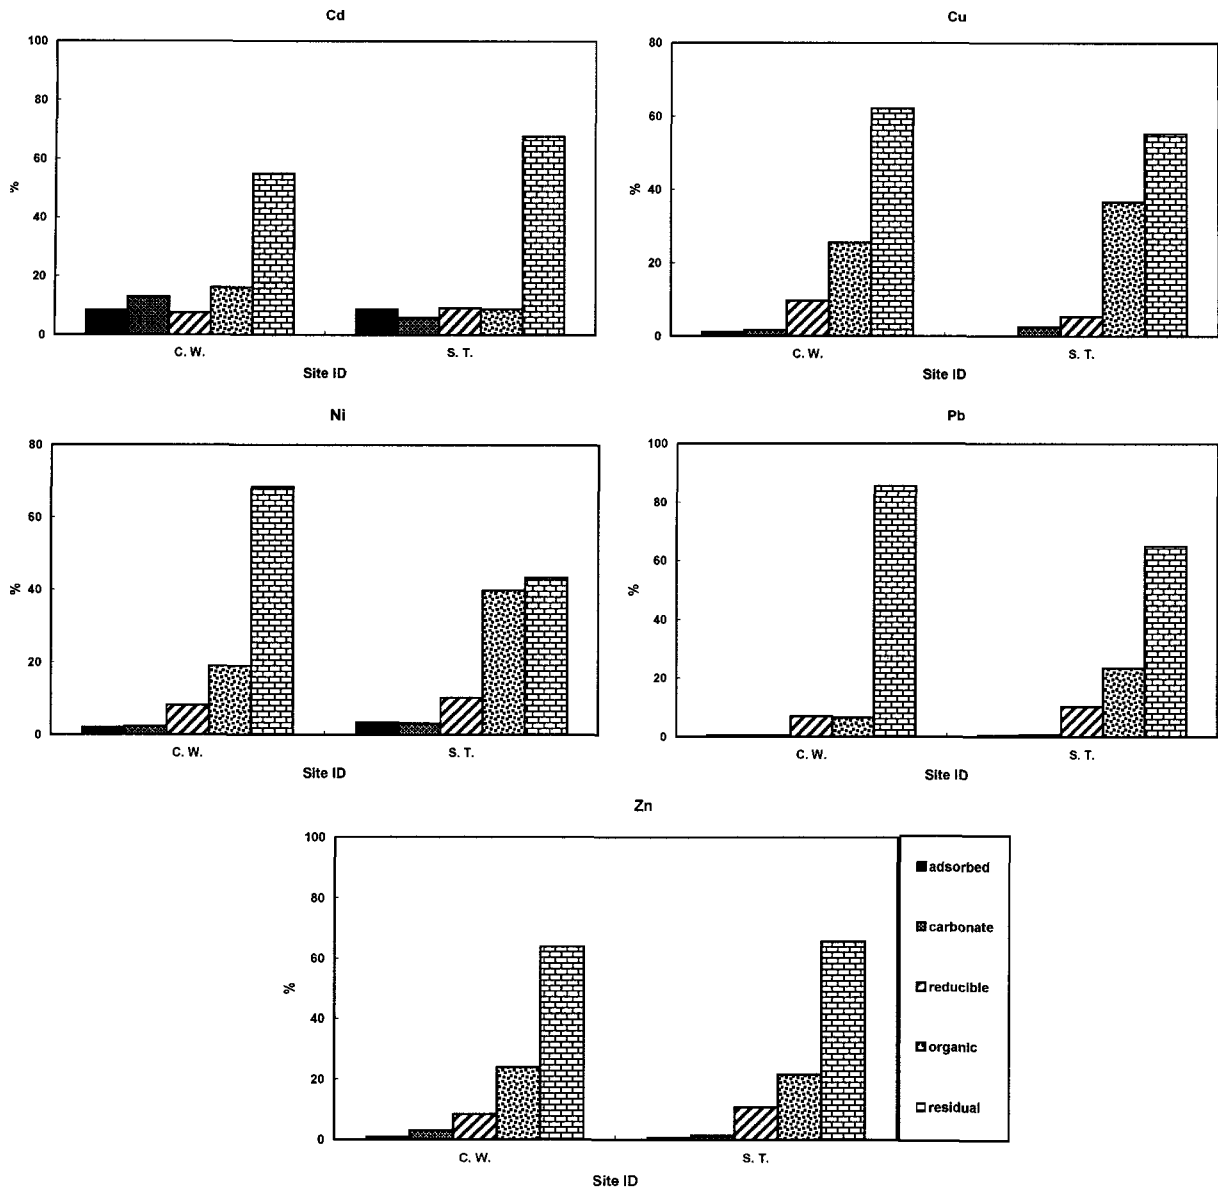 Cd
100
80
60
40
20
0
%
C. W.
S. T.
Site ID
Cu
80
60
40
20
0
%
C. W.
S. T.
Site ID
Ni
80
60
40
20
0
%
C. W.
S. T.
Site ID
Pb
100
80
60
40
20
0
%
C. W.
S. T.
Site ID
Zn
100
80
60
40
20
0
%
C. W.
S. T.
Site ID
adsorbed
carbonate
reducible
organic
residual